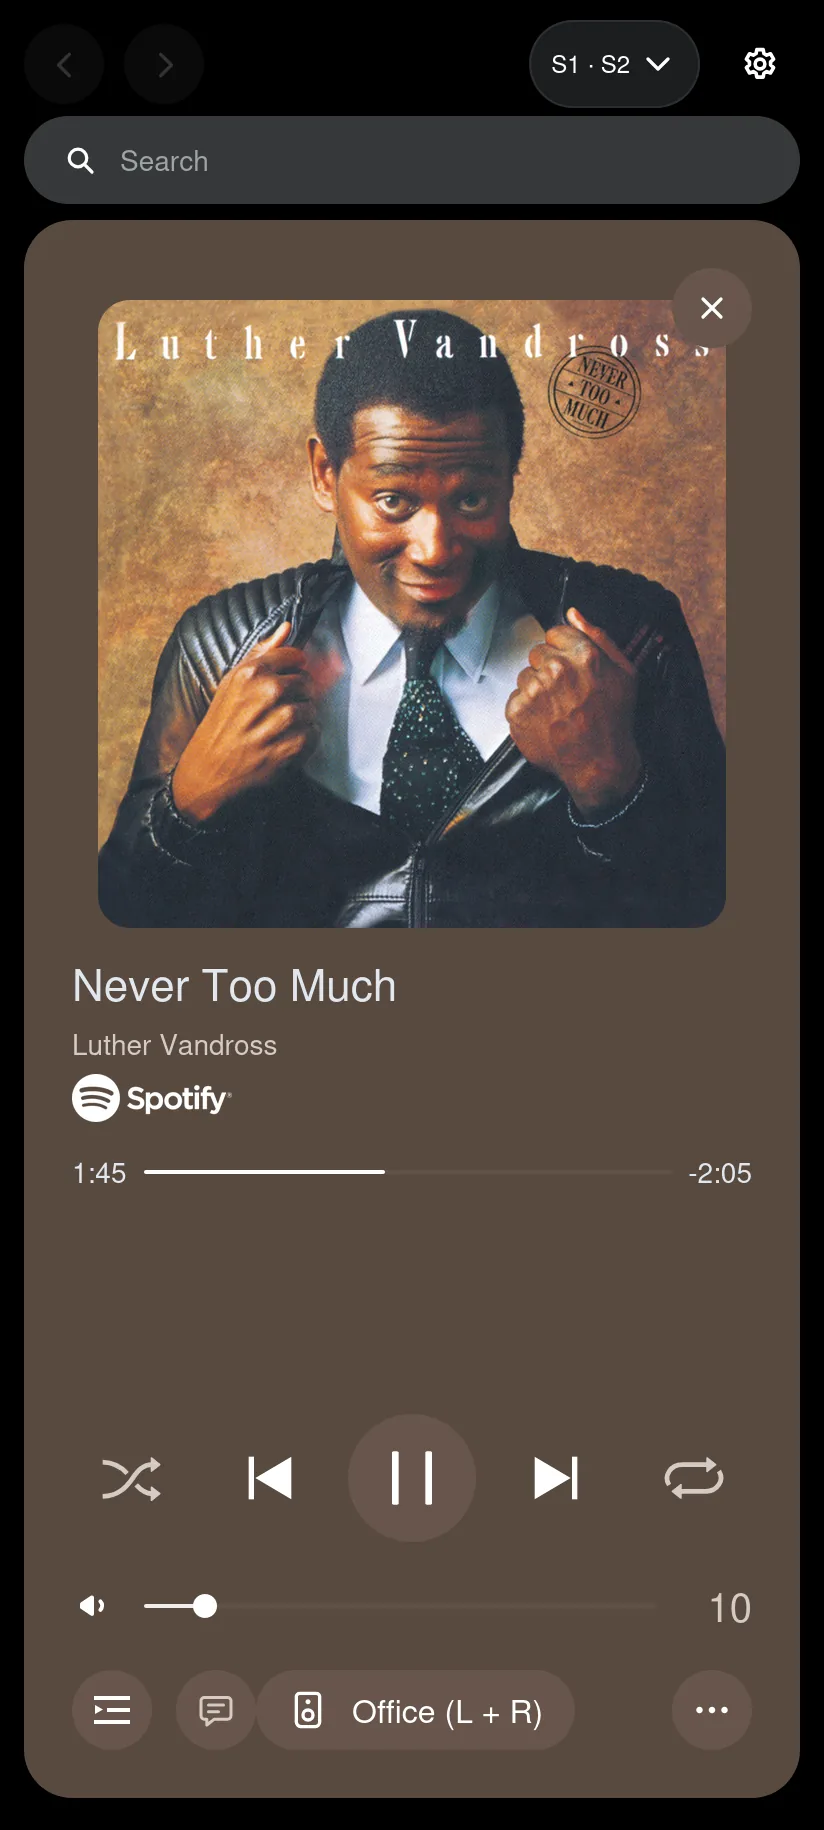 S1 · S2
Search
Luther Vandross
NEVER
TOO
MUCH
Never Too Much
Luther Vandross
Spotify
1:45
-2:05
10
Office (L + R)